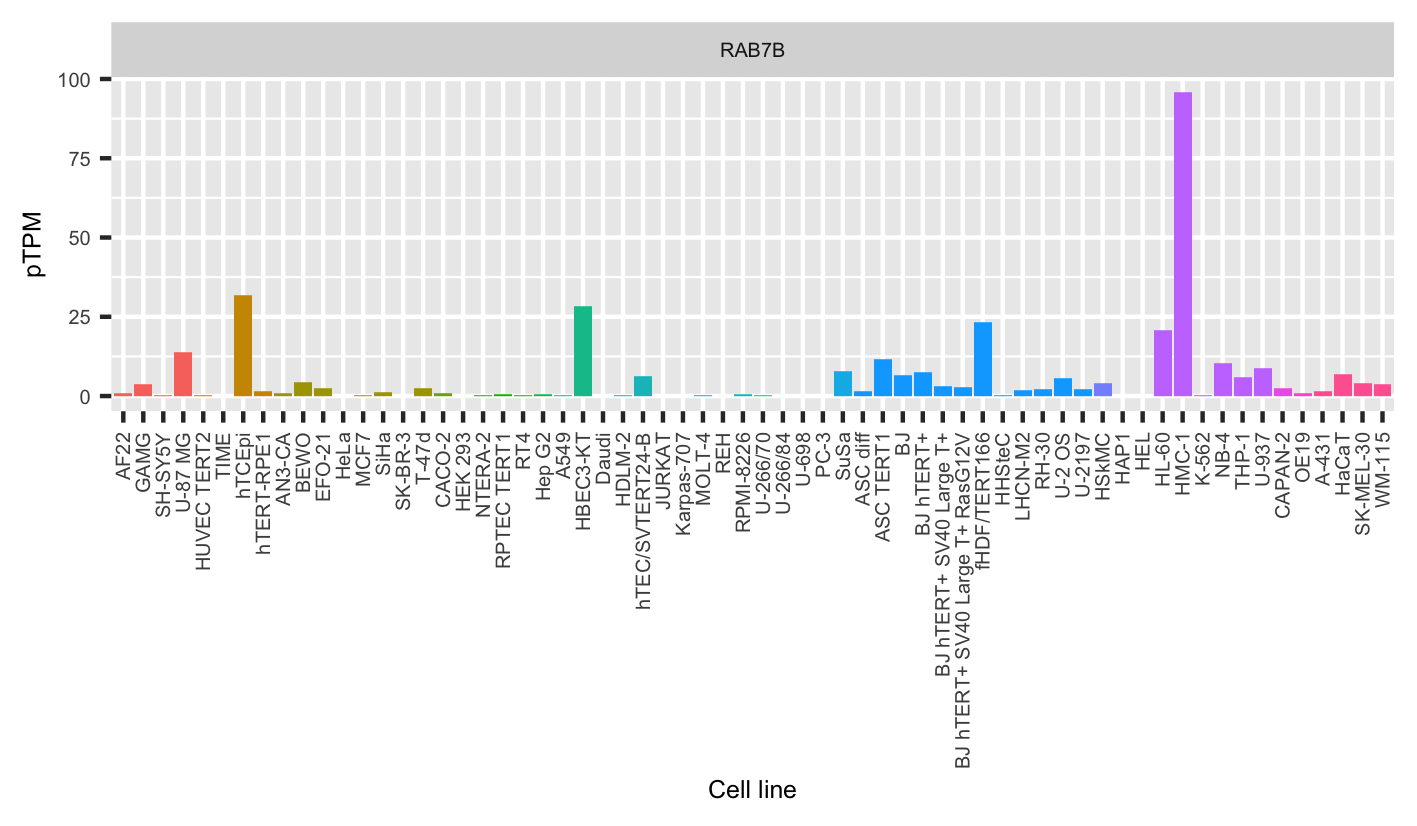 RAB7B
100
75
50
25
0
pTPM
AF22
GAMG
SH-SY5Y
U-87 MG
HUVEC TERT2
TIME
hTCEpi
hTERT-RPE1
AN3-CA
BEWO
EFO-21
HeLa
MCF7
SiHa
SK-BR-3
T-47d
CACO-2
HEK 293
NTERA-2
RPTEC TERT1
RT4
Hep G2
A549
HBEC3-KT
Daudi
HDLM-2
hTEC/SVTERT24-B
JURKAT
Karpas-707
MOLT-4
REH
RPMI-8226
U-266/70
U-266/84
U-698
PC-3
SuSa
ASC diff
ASC TERT1
BJ
BJ hTERT+
BJ hTERT+ SV40 Large T+
BJ hTERT+ SV40 Large T+ RasG12V
fHDF/TERT166
HHSteC
LHCN-M2
RH-30
U-2 OS
U-2197
HSkMC
HAP1
HEL
HL-60
HMC-1
K-562
NB-4
THP-1
U-937
CAPAN-2
OE19
A-431
HaCaT
SK-MEL-30
WM-115
Cell line